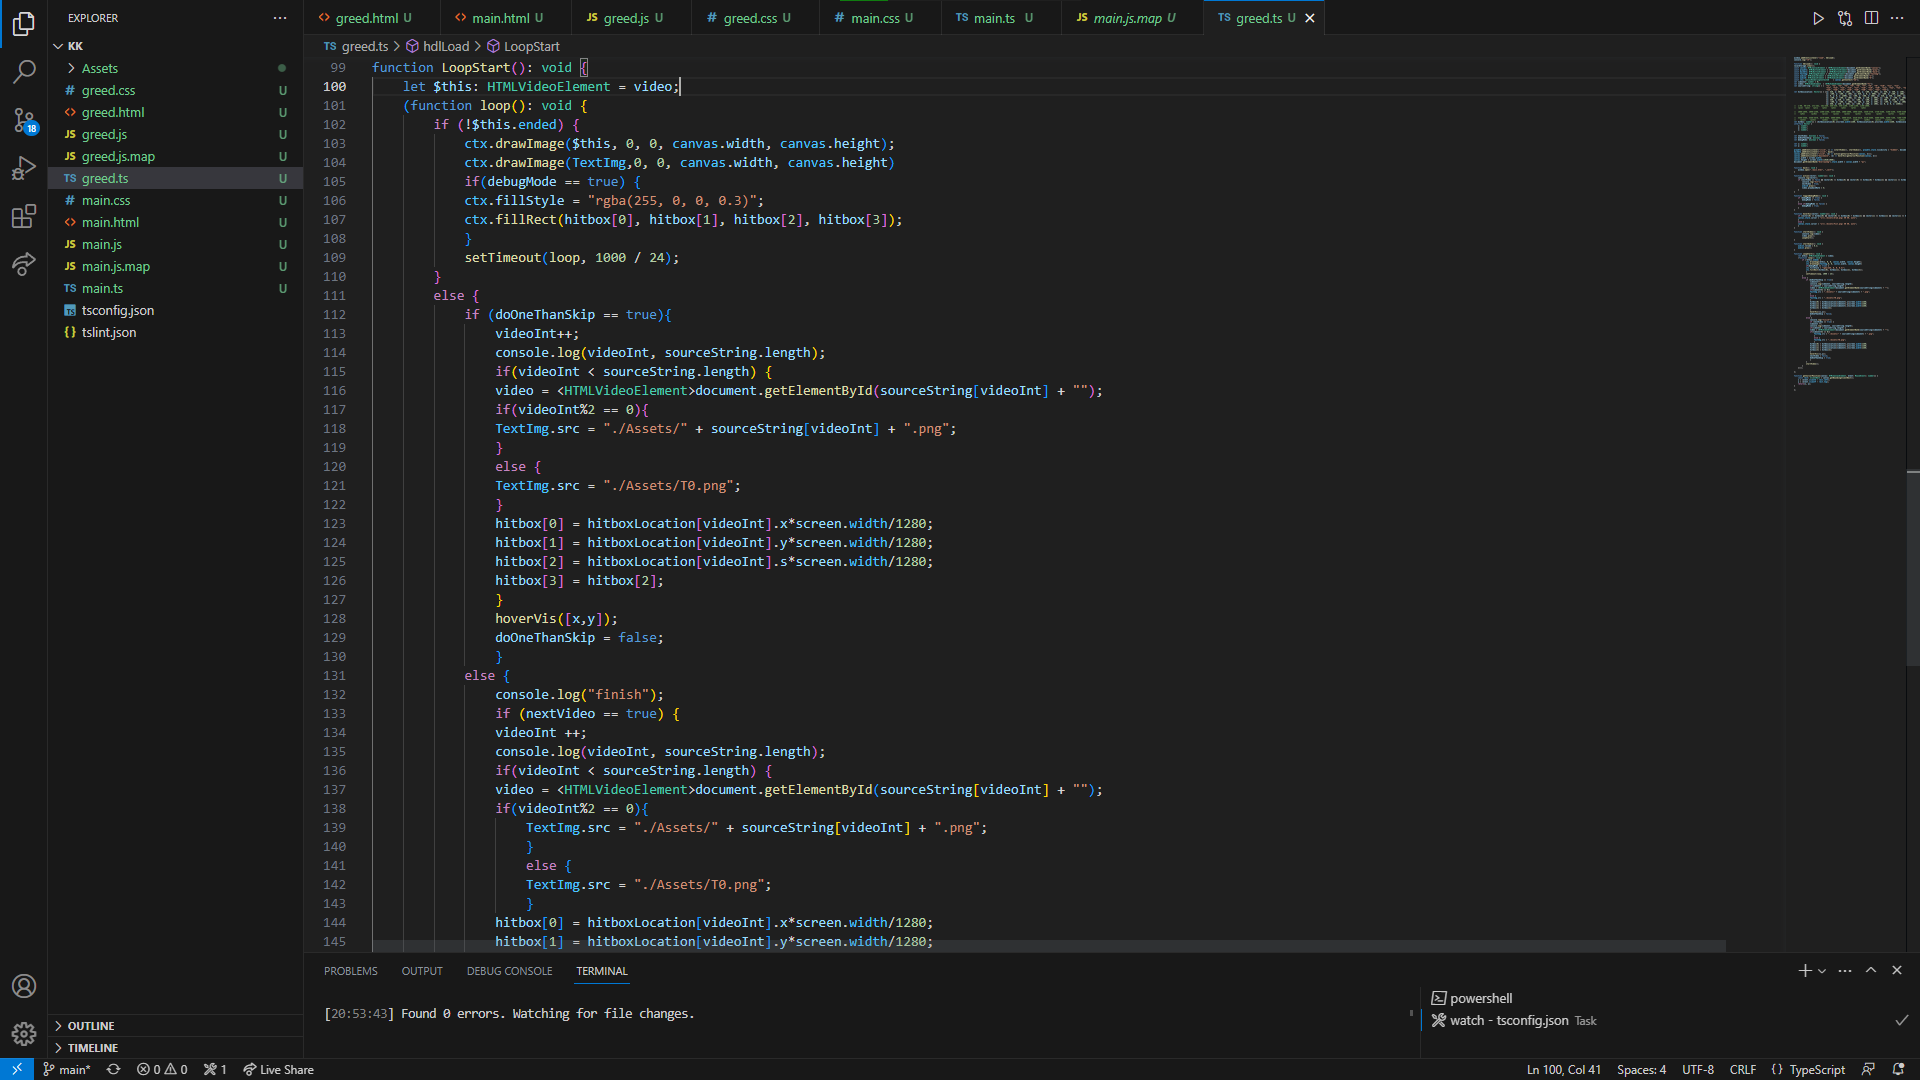 EXPLORER
KK
Assets
greed.css U
greed.html U
greed.js U
greed.js.map U
TS greed.ts U
main.css U
main.html U
JS main.js U
JS main.js.map U
TS main.ts U
tsconfig.json
{} tslint.json
OUTLINE
TIMELINE
18
greed.html U
main.html U
JS greed.js U
# greed.css U
# main.css U
TS main.ts U
JS main.js.map U
TS greed.ts U
TS greed.ts > hdlLoad > LoopStart
99 function LoopStart(): void {
100 let $this: HTMLVideoElement = video;
101 (function loop(): void {
102 if (!$this.ended) {
103 ctx.drawImage($this, 0, 0, canvas.width, canvas.height);
104 ctx.drawImage(TextImg,0, 0, canvas.width, canvas.height)
105 if(debugMode == true) {
106 ctx.fillStyle = "rgba(255, 0, 0, 0.3)";
107 ctx.fillRect(hitbox[0], hitbox[1], hitbox[2], hitbox[3]);
108 }
109 setTimeout(loop, 1000 / 24);
110 }
111 else {
112 if (doOneThanSkip == true){
113 videoInt++;
114 console.log(videoInt, sourceString.length);
115 if(videoInt < sourceString.length) {
116 video = <HTMLVideoElement>document.getElementById(sourceString[videoInt] + "");
117 if(videoInt%2 == 0){
118 TextImg.src = "./Assets/" + sourceString[videoInt] + ".png";
119 }
120 else {
121 TextImg.src = "./Assets/T0.png";
122 }
123 hitbox[0] = hitboxLocation[videoInt].x*screen.width/1280;
124 hitbox[1] = hitboxLocation[videoInt].y*screen.width/1280;
125 hitbox[2] = hitboxLocation[videoInt].s*screen.width/1280;
126 hitbox[3] = hitbox[2];
127 }
128 hoverVis([x,y]);
129 doOneThanSkip = false;
130 }
131 else {
132 console.log("finish");
133 if (nextVideo == true) {
134 videoInt ++;
135 console.log(videoInt, sourceString.length);
136 if(videoInt < sourceString.length) {
137 video = <HTMLVideoElement>document.getElementById(sourceString[videoInt] + "");
138 if(videoInt%2 == 0){
139 TextImg.src = "./Assets/" + sourceString[videoInt] + ".png";
140 }
141 else {
142 TextImg.src = "./Assets/T0.png";
143 }
144 hitbox[0] = hitboxLocation[videoInt].x*screen.width/1280;
145 hitbox[1] = hitboxLocation[videoInt].y*screen.width/1280;
PROBLEMS OUTPUT DEBUG CONSOLE TERMINAL
[20:53:43] Found 0 errors. Watching for file changes.
powershell
watch - tsconfig.json Task
main* 0 0 1 Live Share
Ln 100, Col 41 Spaces: 4 UTF-8 CRLF {} TypeScript